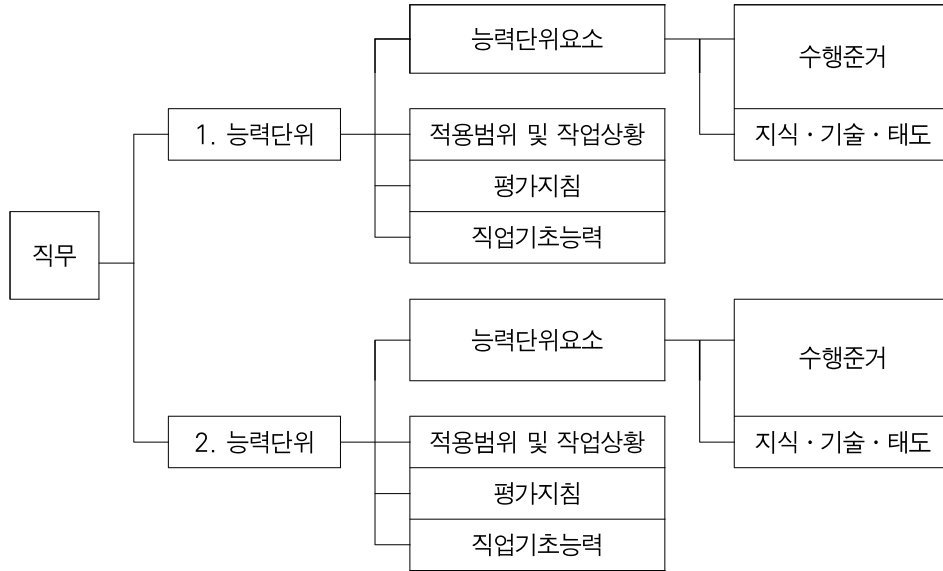 직무
1. 능력단위
능력단위요소
수행준거
지식·기술·태도
적용범위 및 작업상황
평가지침
직업기초능력
2. 능력단위
능력단위요소
수행준거
지식·기술·태도
적용범위 및 작업상황
평가지침
직업기초능력